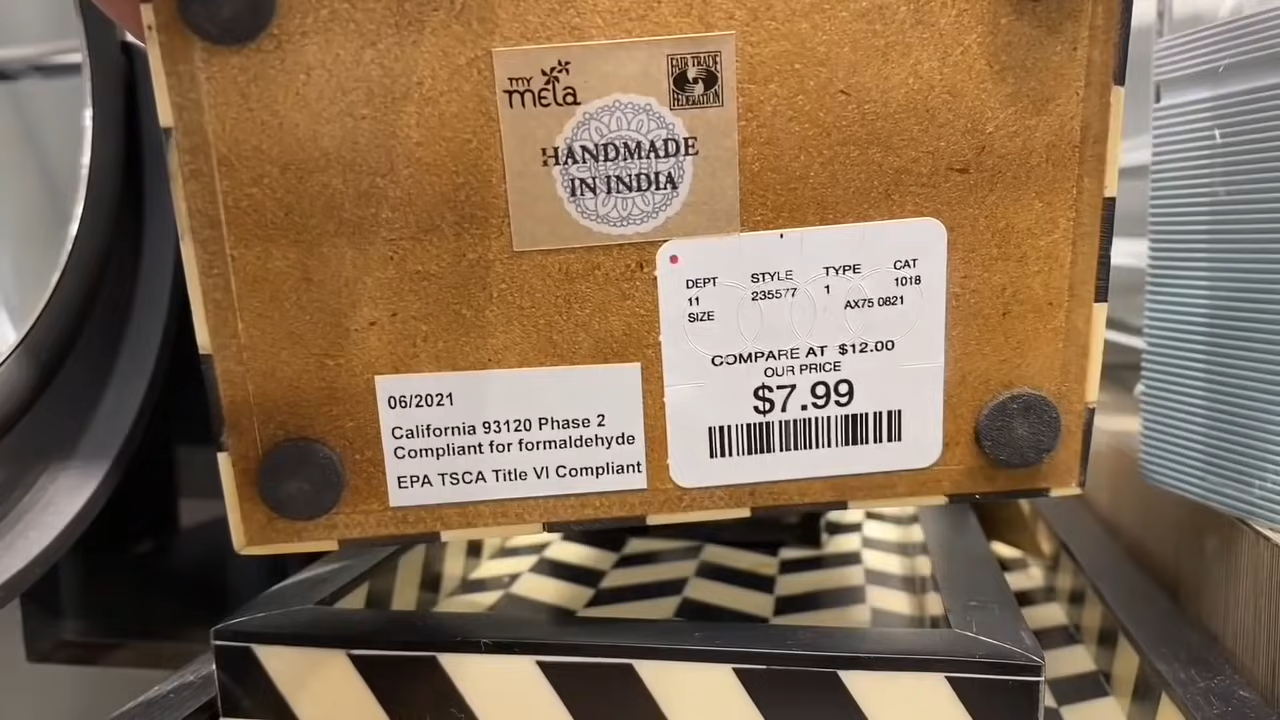 my mela
FAIR TRADE
FEDERATION
HANDMADE
IN INDIA
DEPT STYLE TYPE CAT
11 235577 1 1018
SIZE AX75 0821
COMPARE AT $12.00
OUR PRICE
$7.99
06/2021
California 93120 Phase 2
Compliant for formaldehyde
EPA TSCA Title VI Compliant